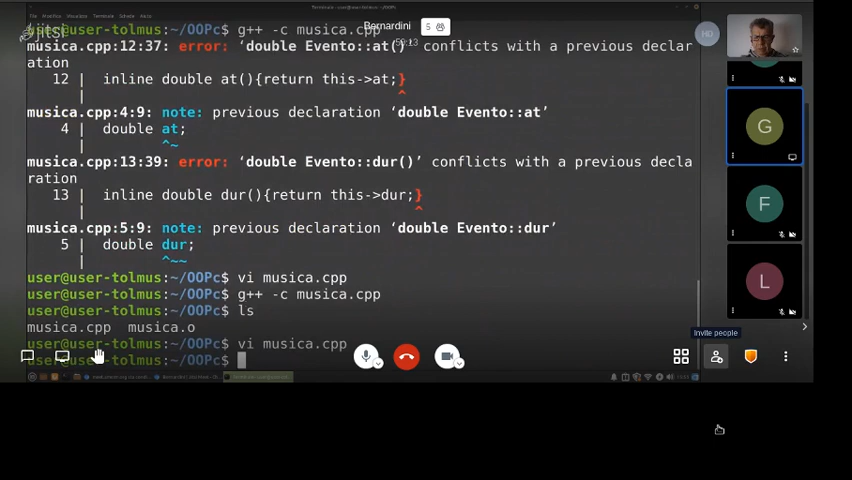 jitsi
Bernardini
5
user@user-tolmus:~/OOPc$ g++ -c musica.cpp
musica.cpp:12:37: error: ‘double Evento::at()’ conflicts with a previous declar
ation
12 | inline double at(){return this->at;}
| ^
musica.cpp:4:9: note: previous declaration ‘double Evento::at’
4 | double at;
| ^~
musica.cpp:13:39: error: ‘double Evento::dur()’ conflicts with a previous decla
ration
13 | inline double dur(){return this->dur;}
| ^
musica.cpp:5:9: note: previous declaration ‘double Evento::dur’
5 | double dur;
| ^~~
user@user-tolmus:~/OOPc$ vi musica.cpp
user@user-tolmus:~/OOPc$ g++ -c musica.cpp
user@user-tolmus:~/OOPc$ ls
musica.cpp musica.o
user@user-tolmus:~/OOPc$ vi musica.cpp
user@user-tolmus:~/OOPc$
HD
G
F
L
Invite people